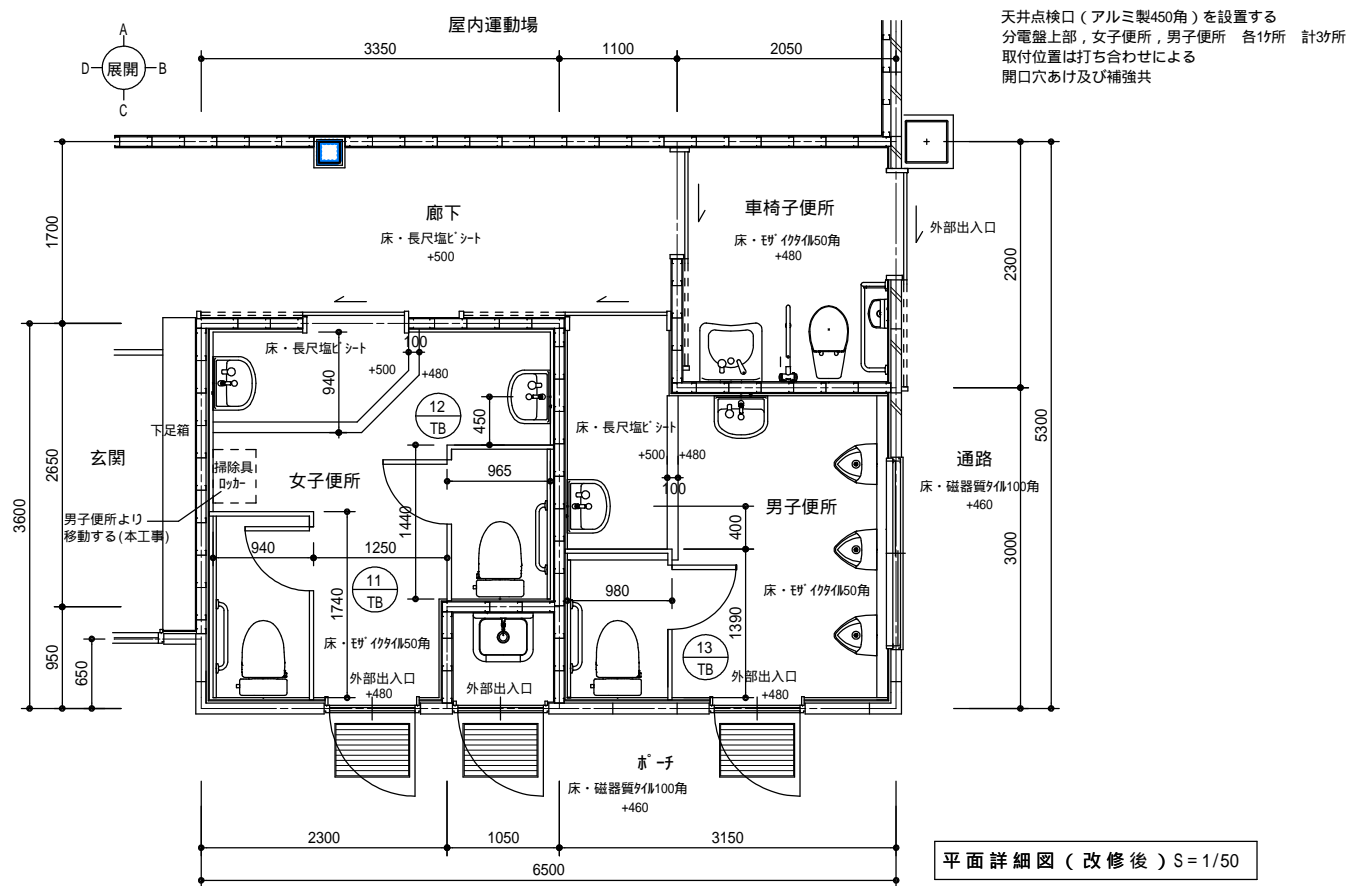 屋内運動場
天井点検口（アルミ製450角）を設置する
分電盤上部，女子便所，男子便所　各1ヶ所　計3ヶ所
取付位置は打ち合わせによる
開口穴あけ及び補強共
A
D 展開 B
C
3350
1100
2050
1700
廊下
床・長尺塩ビシート
+500
車椅子便所
床・モザイクタイル50角
+480
外部出入口
2300
5300
3600
2650
950
650
玄関
下足箱
床・長尺塩ビシート
100
+500
+480
940
12
TB
450
掃除具
ロッカー
女子便所
965
男子便所より
移動する(本工事)
940
1250
1440
11
TB
1740
床・モザイクタイル50角
外部出入口
+480
外部出入口
床・長尺塩ビシート
+500
+480
100
男子便所
400
980
床・モザイクタイル50角
1390
13
TB
外部出入口
+480
通路
床・磁器質タイル100角
+460
3000
ポーチ
床・磁器質タイル100角
+460
2300
1050
3150
6500
平面詳細図（改修後）S=1/50